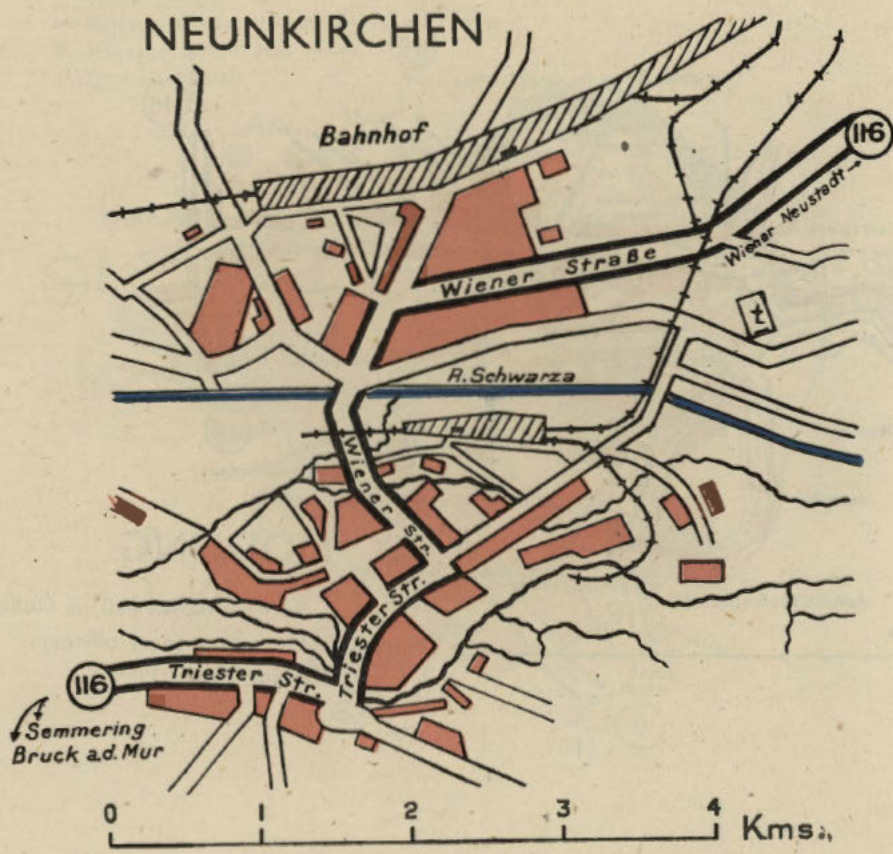 NEUNKIRCHEN
Bahnhof
116
Wiener Neustadt
Wiener Straße
t
R. Schwarza
Wiener Str.
Triester Str.
Triester Str.
116
Semmering
Bruck a.d. Mur
0 1 2 3 4 Kms.